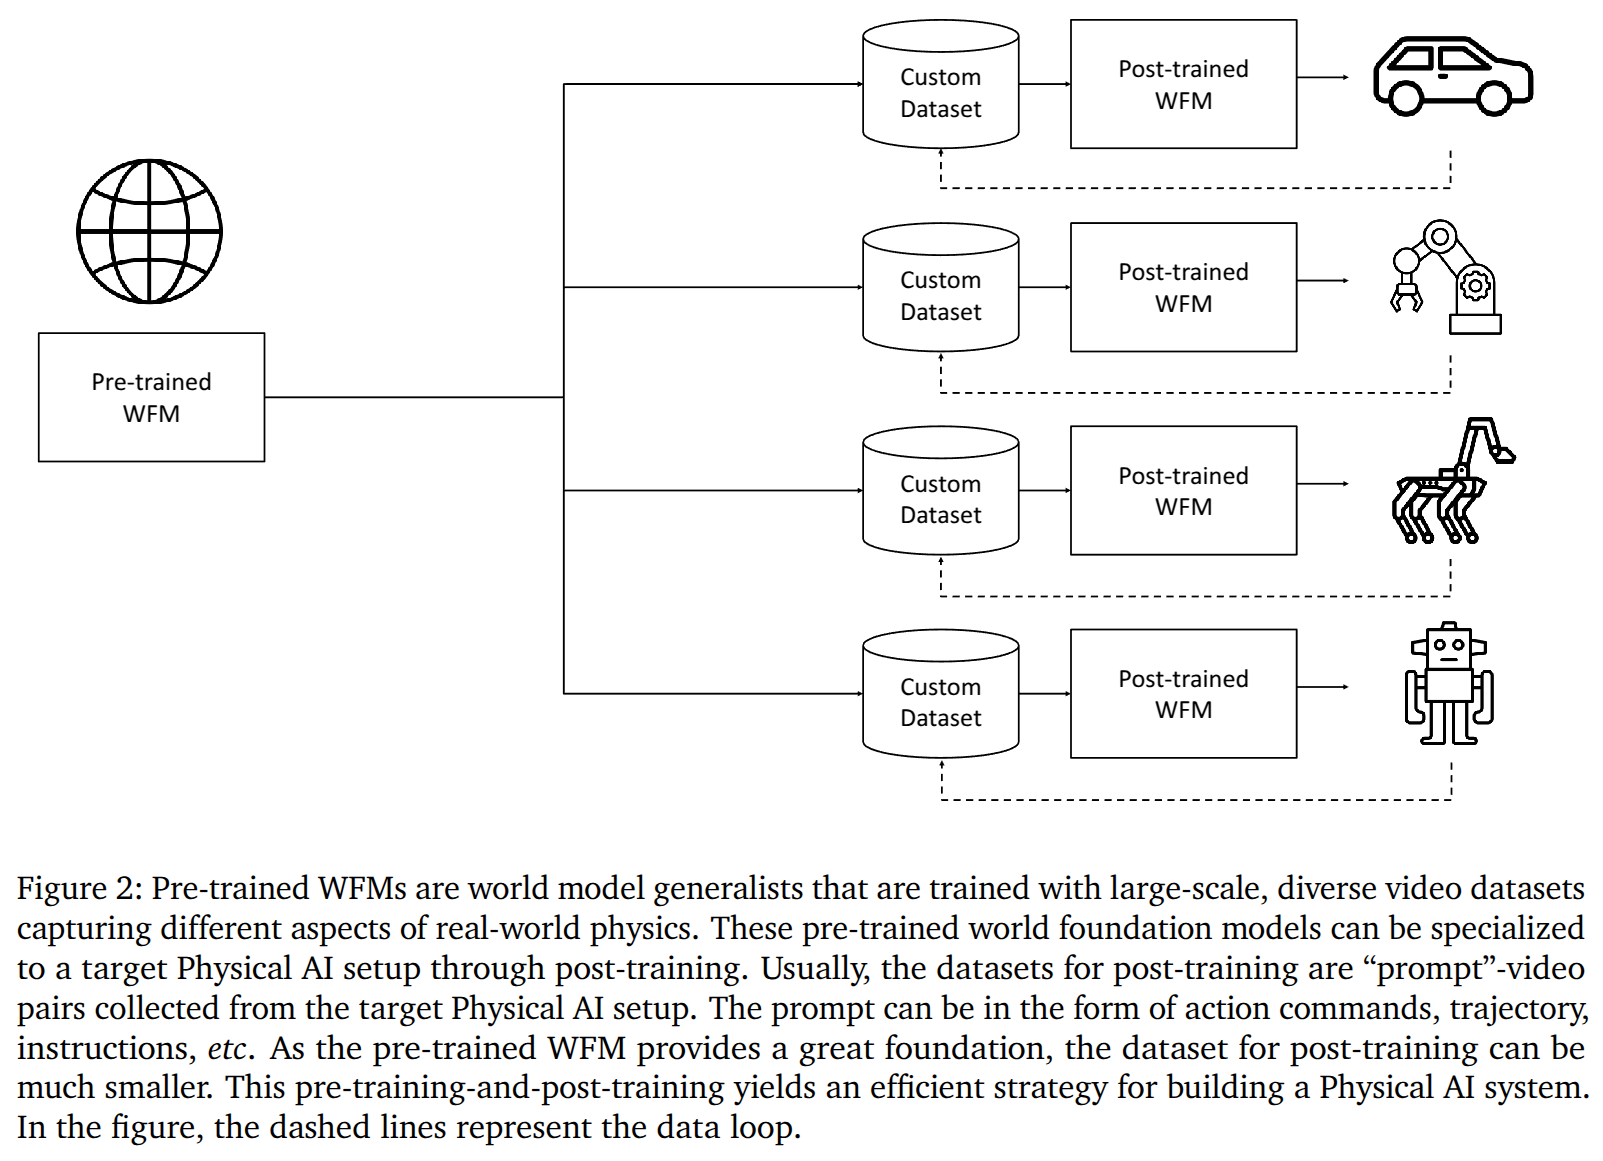 Custom
Dataset
Post-trained
WFM
Custom
Dataset
Post-trained
WFM
Pre-trained
WFM
Custom
Dataset
Post-trained
WFM
Custom
Dataset
Post-trained
WFM
Figure 2: Pre-trained WFMs are world model generalists that are trained with large-scale, diverse video datasets
capturing different aspects of real-world physics. These pre-trained world foundation models can be specialized
to a target Physical AI setup through post-training. Usually, the datasets for post-training are “prompt”-video
pairs collected from the target Physical AI setup. The prompt can be in the form of action commands, trajectory,
instructions, etc. As the pre-trained WFM provides a great foundation, the dataset for post-training can be
much smaller. This pre-training-and-post-training yields an efficient strategy for building a Physical AI system.
In the figure, the dashed lines represent the data loop.